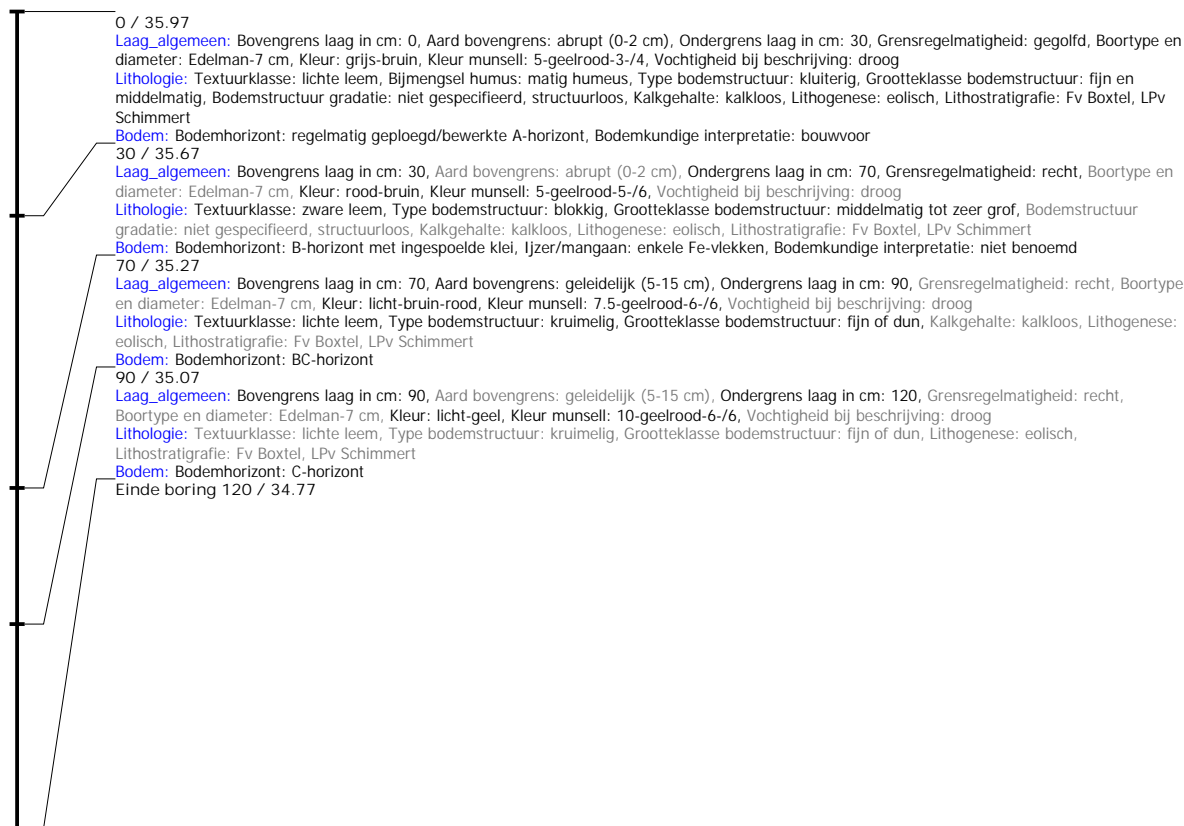 0 / 35.97
Laag_algemeen: Bovengrens laag in cm: 0, Aard bovengrens: abrupt (0-2 cm), Ondergrens laag in cm: 30, Grensregelmatigheid: gegolfd, Boortype en
diameter: Edelman-7 cm, Kleur: grijs-bruin, Kleur munsell: 5-geelrood-3-/4, Vochtigheid bij beschrijving: droog
Lithologie: Textuurklasse: lichte leem, Bijmengsel humus: matig humeus, Type bodemstructuur: kluiterig, Grootteklasse bodemstructuur: fijn en
middelmatig, Bodemstructuur gradatie: niet gespecifieerd, structuurloos, Kalkgehalte: kalkloos, Lithogenese: eolisch, Lithostratigrafie: Fv Boxtel, LPv
Schimmert
Bodem: Bodemhorizont: regelmatig geploegd/bewerkte A-horizont, Bodemkundige interpretatie: bouwvoor
30 / 35.67
Laag_algemeen: Bovengrens laag in cm: 30, Aard bovengrens: abrupt (0-2 cm), Ondergrens laag in cm: 70, Grensregelmatigheid: recht, Boortype en
diameter: Edelman-7 cm, Kleur: rood-bruin, Kleur munsell: 5-geelrood-5-/6, Vochtigheid bij beschrijving: droog
Lithologie: Textuurklasse: zware leem, Type bodemstructuur: blokkig, Grootteklasse bodemstructuur: middelmatig tot zeer grof, Bodemstructuur
gradatie: niet gespecifieerd, structuurloos, Kalkgehalte: kalkloos, Lithogenese: eolisch, Lithostratigrafie: Fv Boxtel, LPv Schimmert
Bodem: Bodemhorizont: B-horizont met ingespoelde klei, Ijzer/mangaan: enkele Fe-vlekken, Bodemkundige interpretatie: niet benoemd
70 / 35.27
Laag_algemeen: Bovengrens laag in cm: 70, Aard bovengrens: geleidelijk (5-15 cm), Ondergrens laag in cm: 90, Grensregelmatigheid: recht, Boortype
en diameter: Edelman-7 cm, Kleur: licht-bruin-rood, Kleur munsell: 7.5-geelrood-6-/6, Vochtigheid bij beschrijving: droog
Lithologie: Textuurklasse: lichte leem, Type bodemstructuur: kruimelig, Grootteklasse bodemstructuur: fijn of dun, Kalkgehalte: kalkloos, Lithogenese:
eolisch, Lithostratigrafie: Fv Boxtel, LPv Schimmert
Bodem: Bodemhorizont: BC-horizont
90 / 35.07
Laag_algemeen: Bovengrens laag in cm: 90, Aard bovengrens: geleidelijk (5-15 cm), Ondergrens laag in cm: 120, Grensregelmatigheid: recht,
Boortype en diameter: Edelman-7 cm, Kleur: licht-geel, Kleur munsell: 10-geelrood-6-/6, Vochtigheid bij beschrijving: droog
Lithologie: Textuurklasse: lichte leem, Type bodemstructuur: kruimelig, Grootteklasse bodemstructuur: fijn of dun, Lithogenese: eolisch,
Lithostratigrafie: Fv Boxtel, LPv Schimmert
Bodem: Bodemhorizont: C-horizont
Einde boring 120 / 34.77